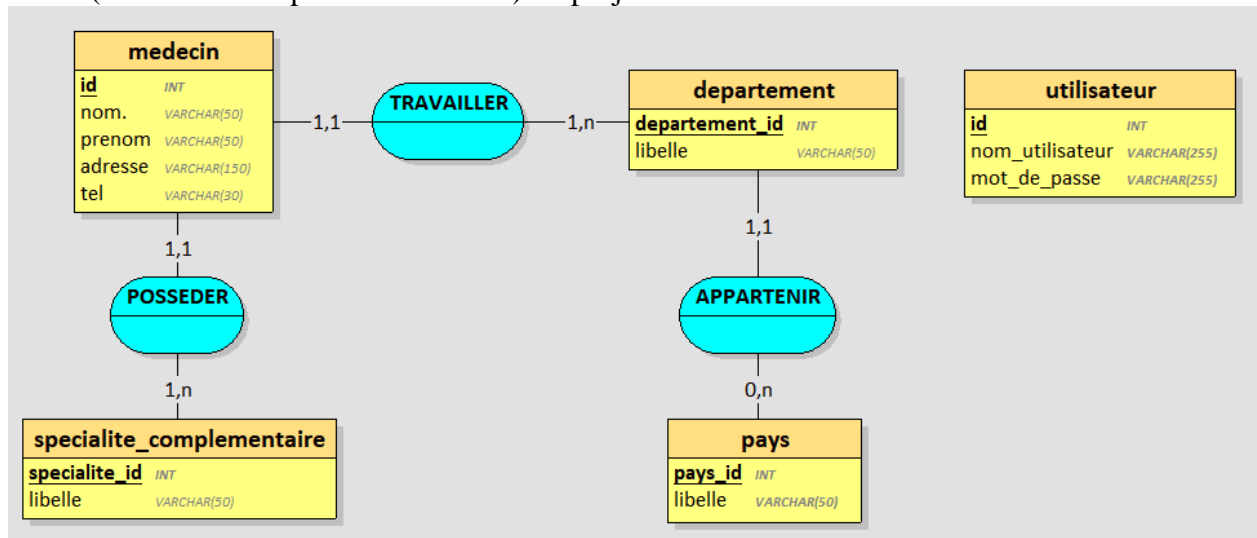 medecin
id INT
nom. VARCHAR(50)
prenom VARCHAR(50)
adresse VARCHAR(150)
tel VARCHAR(30)
1,1
TRAVAILLER
1,n
departement
departement_id INT
libelle VARCHAR(50)
utilisateur
id INT
nom_utilisateur VARCHAR(255)
mot_de_passe VARCHAR(255)
1,1
POSSEDER
1,n
specialite_complementaire
specialite_id INT
libelle VARCHAR(50)
1,1
APPARTENIR
0,n
pays
pays_id INT
libelle VARCHAR(50)